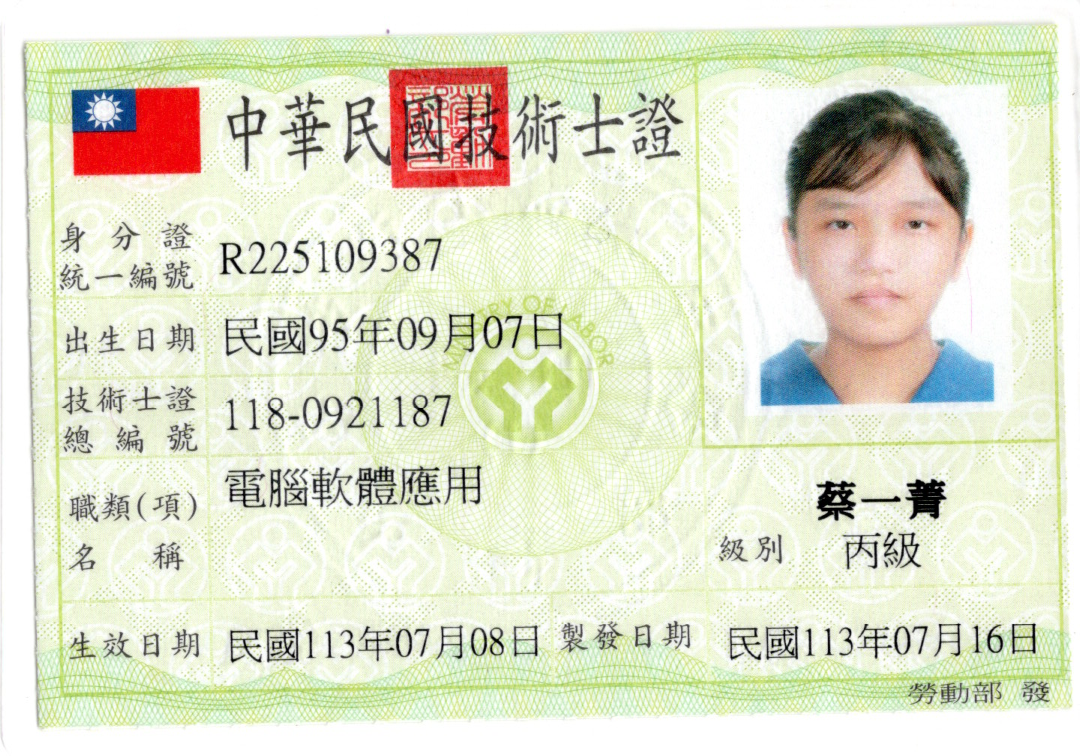 中華民國技術士證
身分證統一編號 R225109387
出生日期 民國95年09月07日
MINISTRY OF LABOR
技術士證總編號 118-0921187
職類(項)名稱 電腦軟體應用
蔡一菁
級別 丙級
生效日期 民國113年07月08日 製發日期 民國113年07月16日
勞動部 發